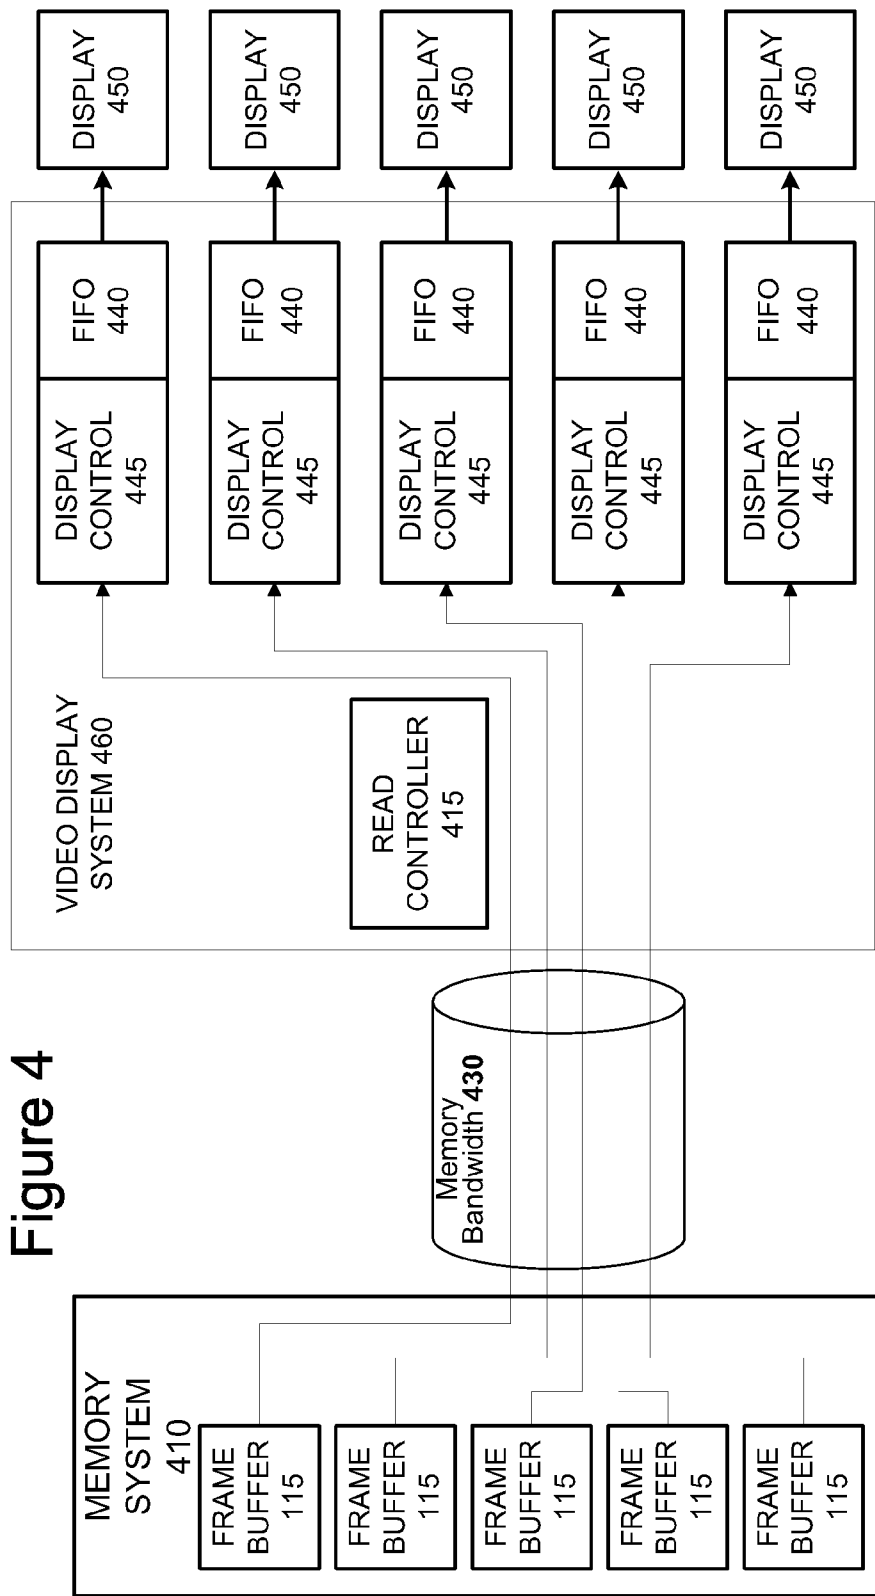 Figure 4
MEMORY
SYSTEM
410
FRAME
BUFFER
115
FRAME
BUFFER
115
FRAME
BUFFER
115
FRAME
BUFFER
115
FRAME
BUFFER
115
Memory
Bandwidth 430
VIDEO DISPLAY
SYSTEM 460
READ
CONTROLLER
415
DISPLAY
CONTROL
445
FIFO
440
DISPLAY
450
DISPLAY
CONTROL
445
FIFO
440
DISPLAY
450
DISPLAY
CONTROL
445
FIFO
440
DISPLAY
450
DISPLAY
CONTROL
445
FIFO
440
DISPLAY
450
DISPLAY
CONTROL
445
FIFO
440
DISPLAY
450